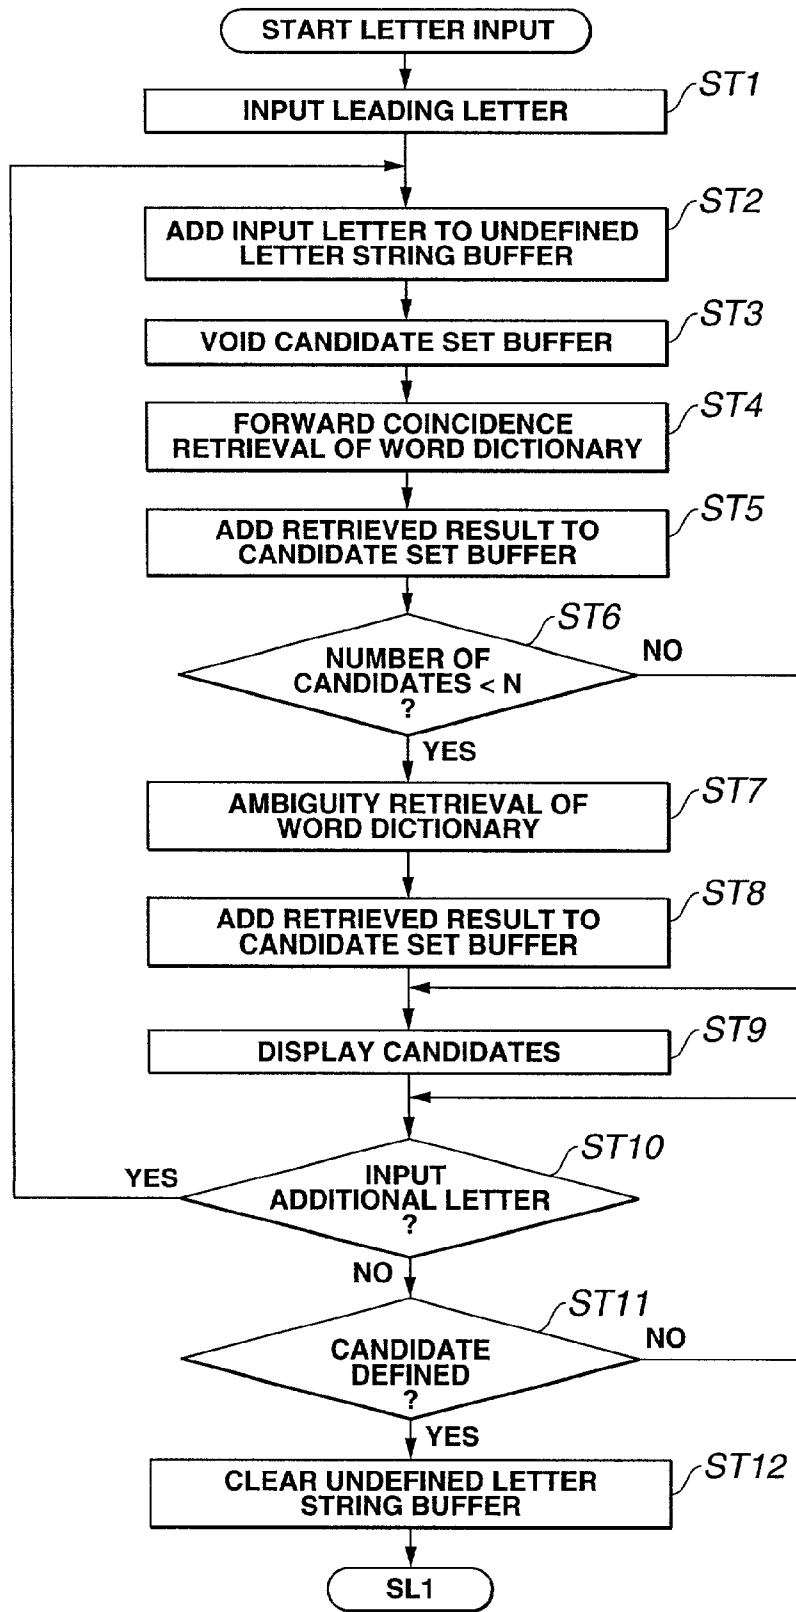 START LETTER INPUT
ST1
INPUT LEADING LETTER
ST2
ADD INPUT LETTER TO UNDEFINED
LETTER STRING BUFFER
ST3
VOID CANDIDATE SET BUFFER
ST4
FORWARD COINCIDENCE
RETRIEVAL OF WORD DICTIONARY
ST5
ADD RETRIEVED RESULT TO
CANDIDATE SET BUFFER
ST6
NUMBER OF
CANDIDATES < N
?
NO
YES
ST7
AMBIGUITY RETRIEVAL OF
WORD DICTIONARY
ST8
ADD RETRIEVED RESULT TO
CANDIDATE SET BUFFER
ST9
DISPLAY CANDIDATES
ST10
YES
INPUT
ADDITIONAL LETTER
?
NO
ST11
CANDIDATE
DEFINED
?
NO
YES
ST12
CLEAR UNDEFINED LETTER
STRING BUFFER
SL1